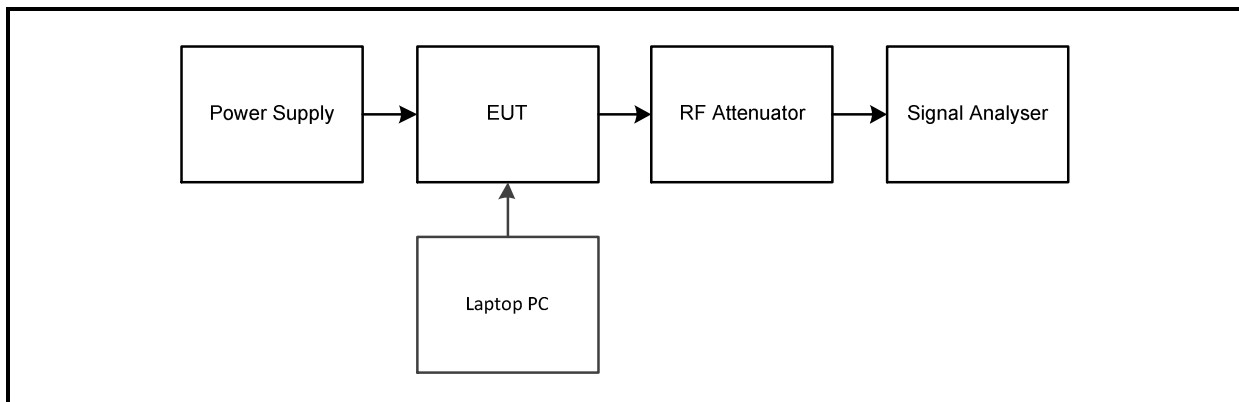 Power Supply
EUT
RF Attenuator
Signal Analyser
Laptop PC